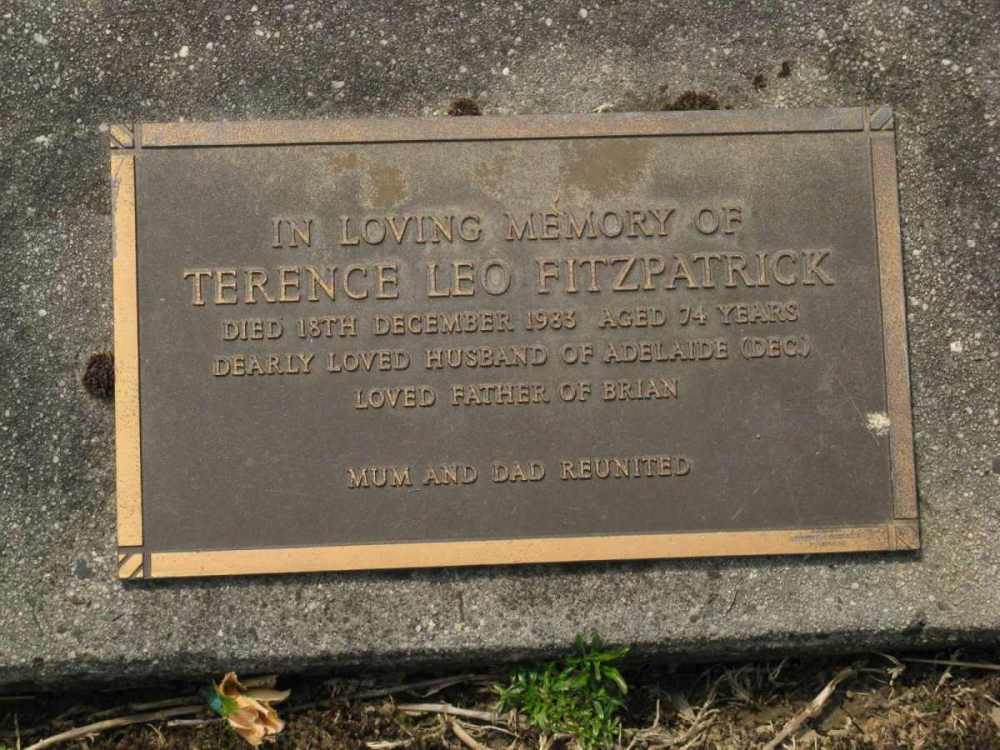 IN LOVING MEMORY OF
TERENCE LEO FITZPATRICK
DIED 18TH DECEMBER 1983 AGED 74 YEARS
DEARLY LOVED HUSBAND OF ADELAIDE (DEC.)
LOVED FATHER OF BRIAN
MUM AND DAD REUNITED